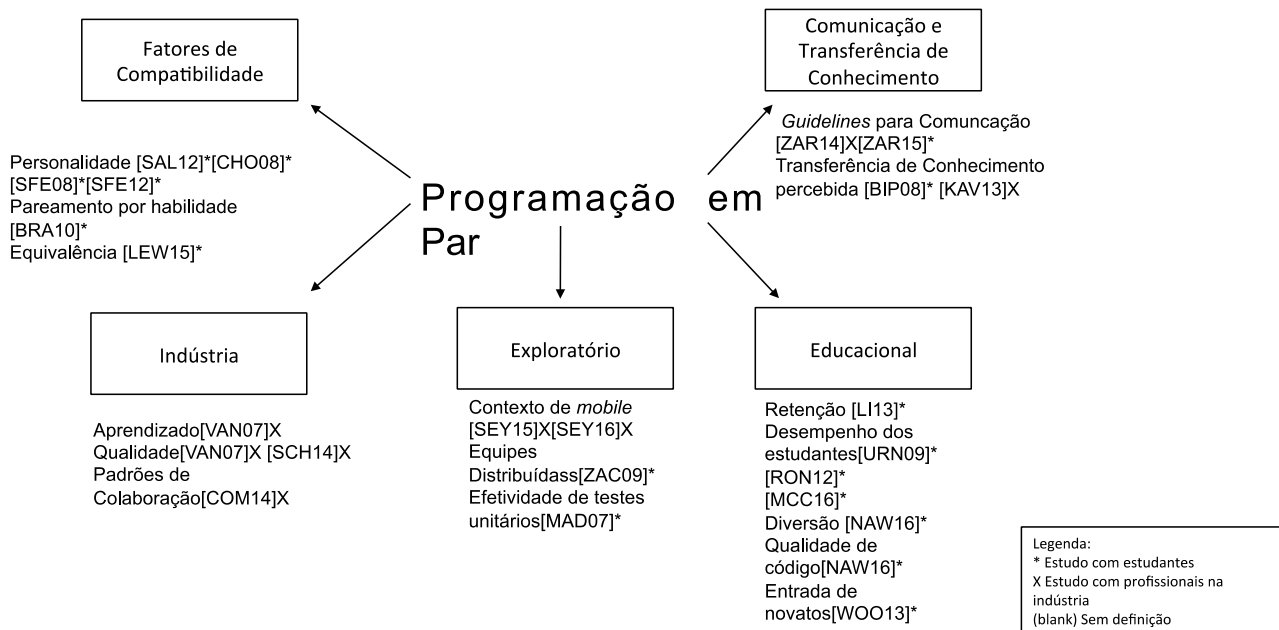 Fatores de
Compatibilidade
Comunicação e
Transferência de
Conhecimento
Personalidade [SAL12]*[CHO08]*
[SFE08]*[SFE12]*
Pareamento por habilidade
[BRA10]*
Equivalência [LEW15]*
Guidelines para Comuncação
[ZAR14]X[ZAR15]*
Transferência de Conhecimento
percebida [BIP08]* [KAV13]X
Programação em
Par
Indústria
Aprendizado[VAN07]X
Qualidade[VAN07]X [SCH14]X
Padrões de
Colaboração[COM14]X
Exploratório
Contexto de mobile
[SEY15]X[SEY16]X
Equipes
Distribuídass[ZAC09]*
Efetividade de testes
unitários[MAD07]*
Educacional
Retenção [LI13]*
Desempenho dos
estudantes[URN09]*
[RON12]*
[MCC16]*
Diversão [NAW16]*
Qualidade de
código[NAW16]*
Entrada de
novatos[WOO13]*
Legenda:
* Estudo com estudantes
X Estudo com profissionais na
indústria
(blank) Sem definição